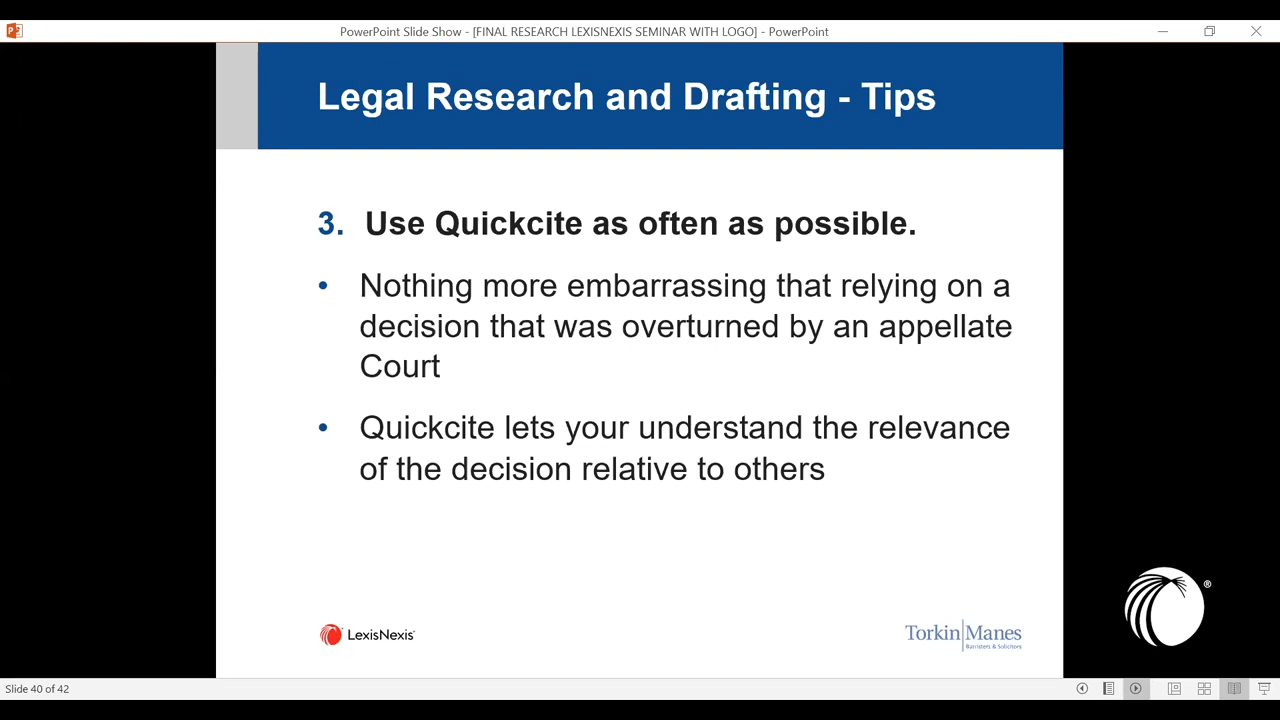 PowerPoint Slide Show - [FINAL RESEARCH LEXISNEXIS SEMINAR WITH LOGO] - PowerPoint
Legal Research and Drafting - Tips
3. Use Quickcite as often as possible.
• Nothing more embarrassing that relying on a
decision that was overturned by an appellate
Court
• Quickcite lets your understand the relevance
of the decision relative to others
®
LexisNexis®
Torkin|Manes
Barristers & Solicitors
Slide 40 of 42